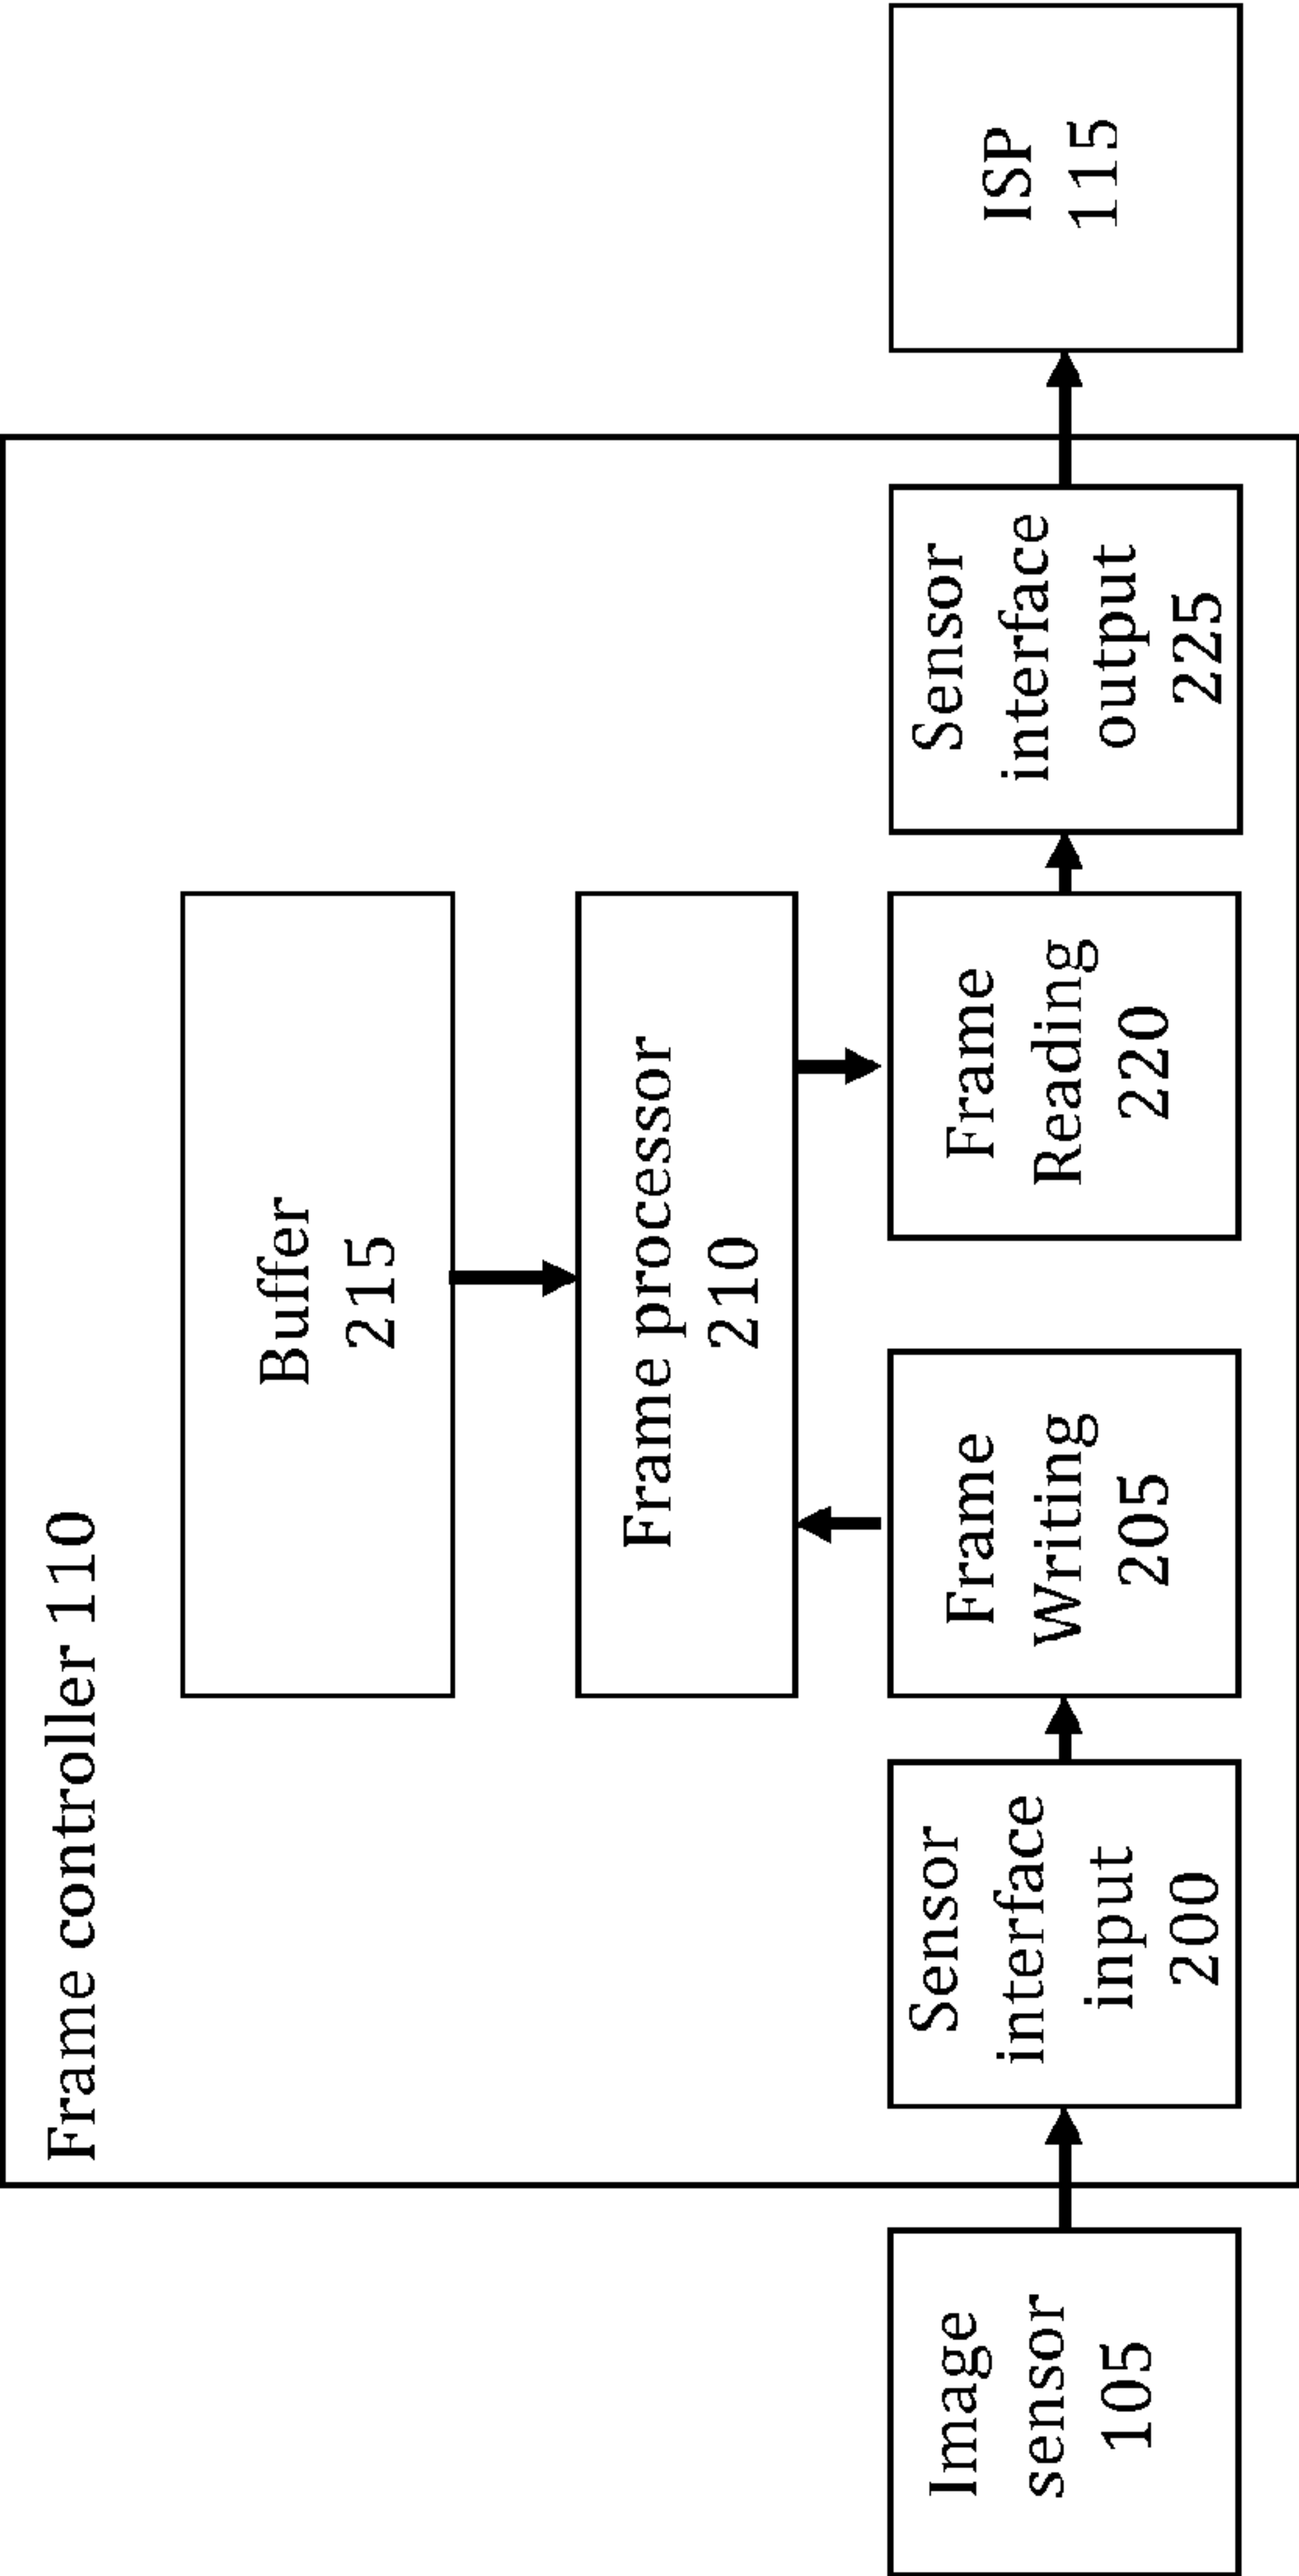 Frame controller 110
Buffer
215
Frame processor
210
Image
sensor
105
Sensor
interface
input
200
Frame
Writing
205
Frame
Reading
220
Sensor
interface
output
225
ISP
115